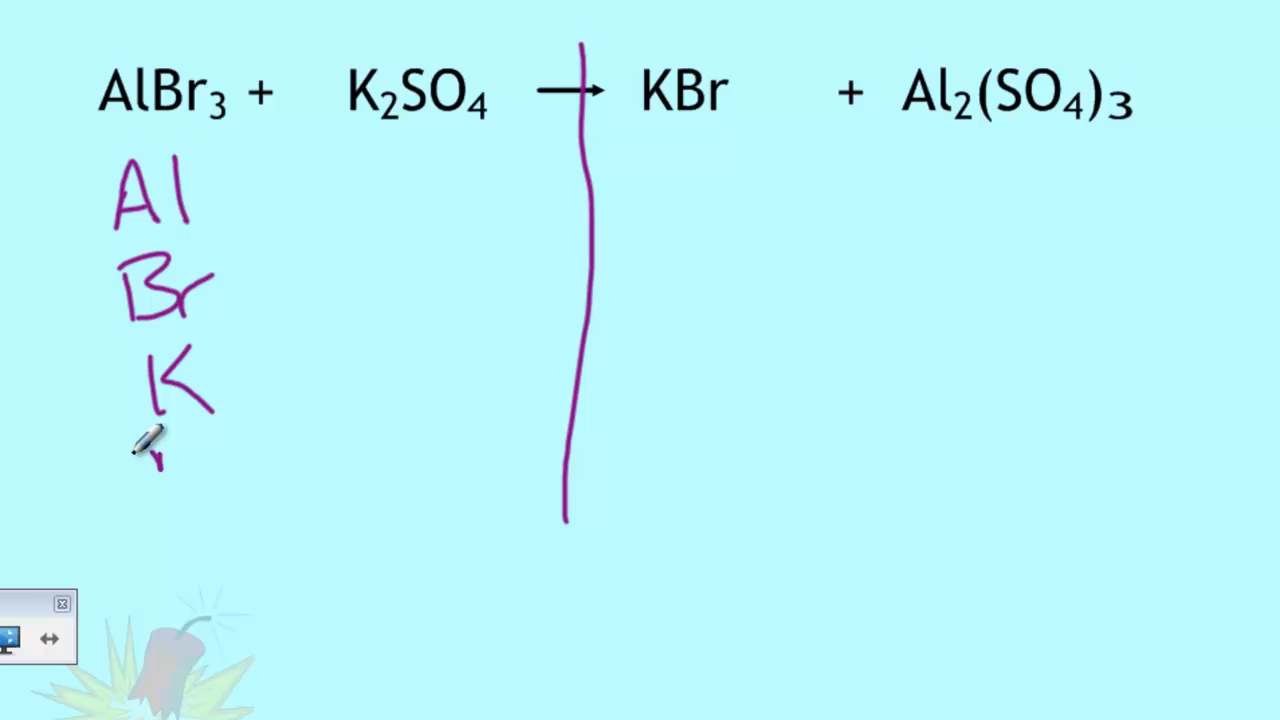 AlBr₃ + K₂SO₄ → KBr + Al₂(SO₄)₃
Al
Br
K